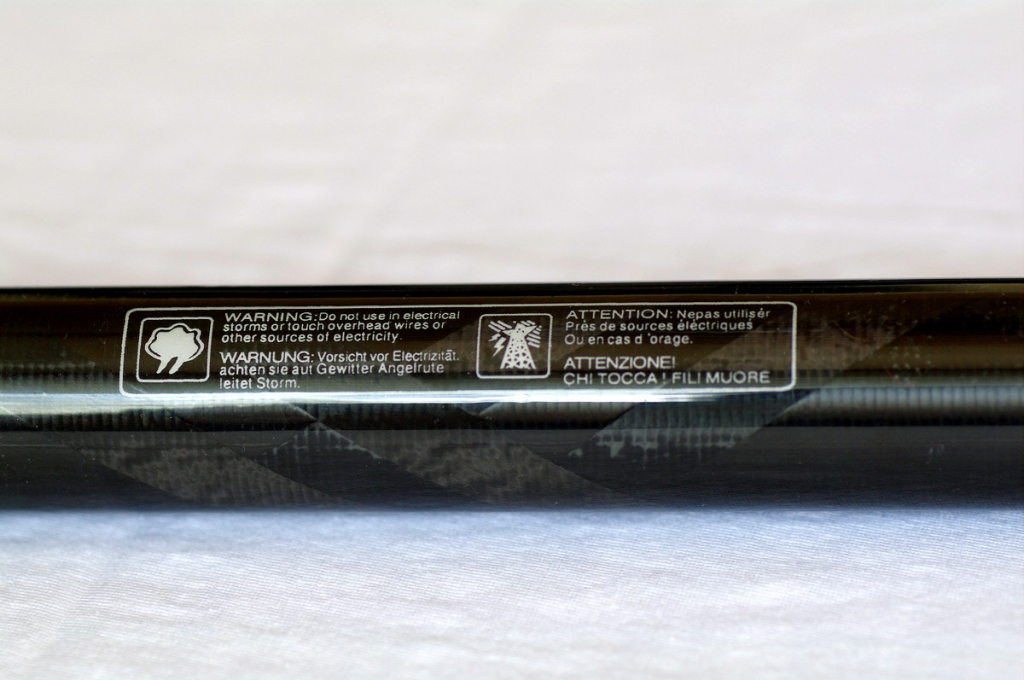 WARNING: Do not use in electrical
storms or touch overhead wires or
other sources of electricity.
WARNUNG: Vorsicht vor Electrizität.
achten sie auf Gewitter Angelrute
leitet Storm.
ATTENTION: Nepas utilisér
Près de sources éléctriques
Ou en cas d'orage.
ATTENZIONE!
CHI TOCCA I FILI MUORE